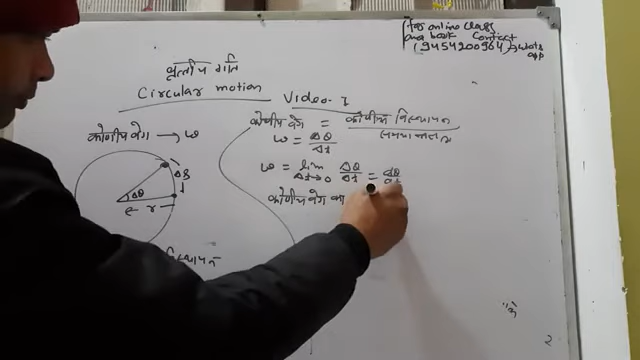 for online class
and book Contact
(9454200904) → whats
app
वृत्तीय गति
Circular motion
Video-1
कोणीय वेग → ω
कोणीय वेग = कोणीय विस्थापन
समयान्तराल
ω = Δθ
Δt
ω = lim Δθ = dθ
Δt→0 Δt dt
कोणीय वेग का
Δθ
Δs
← r →
2